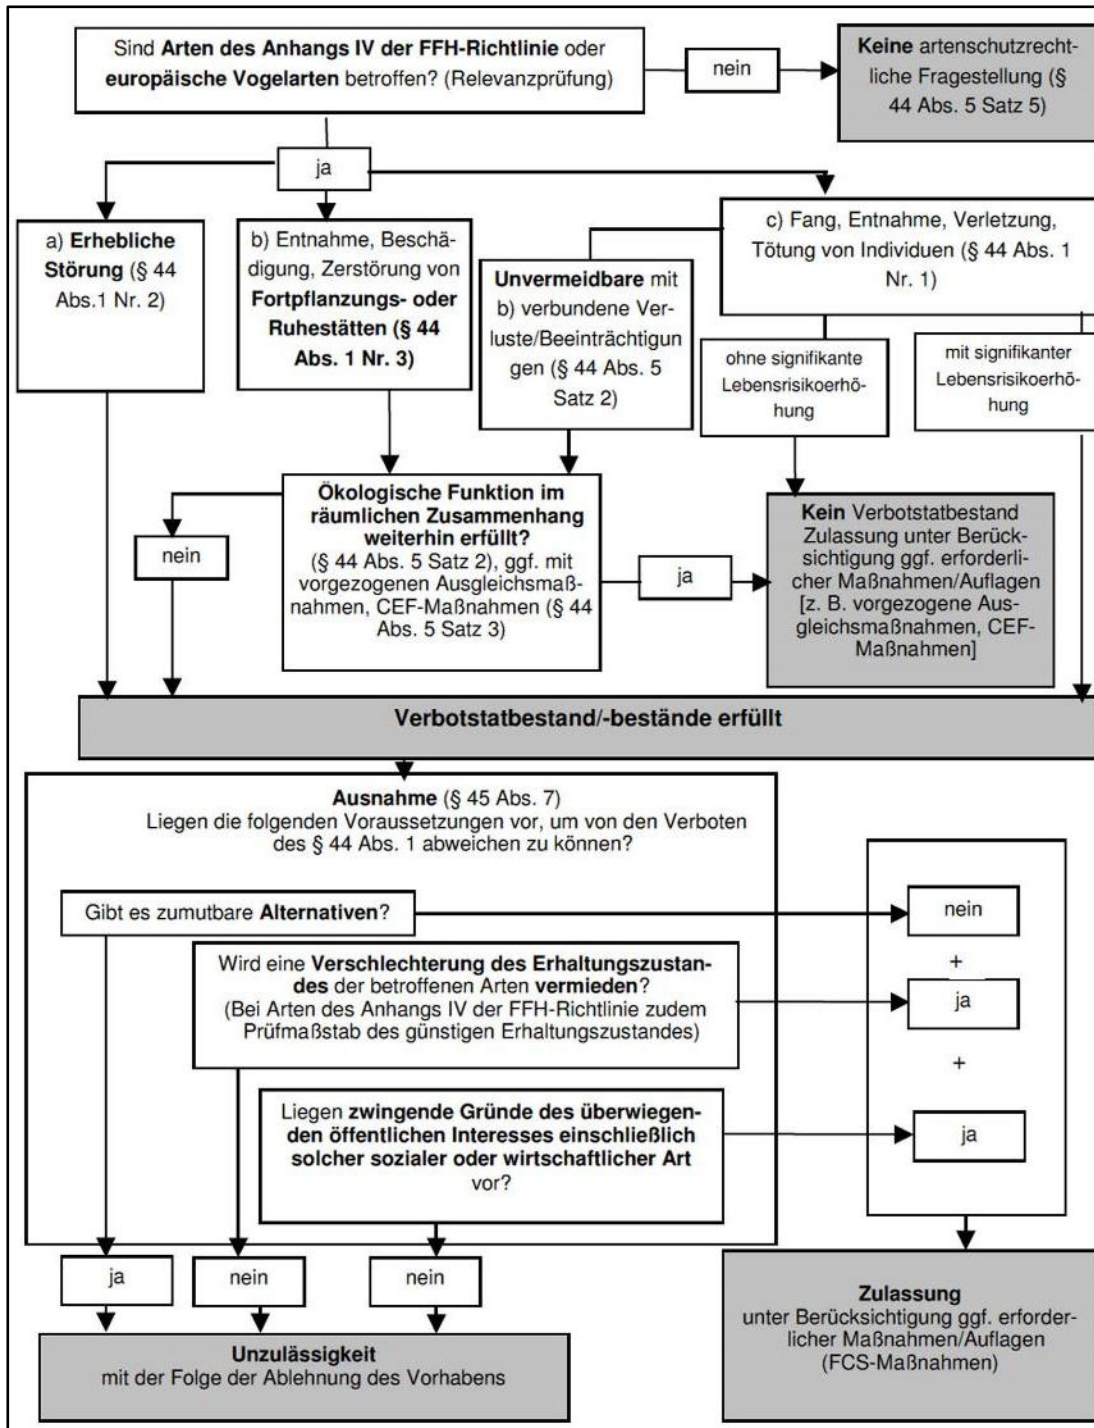 Sind Arten des Anhangs IV der FFH-Richtlinie oder
europäische Vogelarten betroffen? (Relevanzprüfung)
nein
Keine artenschutzrecht-
liche Fragestellung (§
44 Abs. 5 Satz 5)
ja
a) Erhebliche
Störung (§ 44
Abs.1 Nr. 2)
b) Entnahme, Beschä-
digung, Zerstörung von
Fortpflanzungs- oder
Ruhestätten (§ 44
Abs. 1 Nr. 3)
Unvermeidbare mit
b) verbundene Ver-
luste/Beeinträchtigun
gen (§ 44 Abs. 5
Satz 2)
c) Fang, Entnahme, Verletzung,
Tötung von Individuen (§ 44 Abs. 1
Nr. 1)
ohne signifikante
Lebensrisikoerhö-
hung
mit signifikanter
Lebensrisikoerhö-
hung
Ökologische Funktion im
räumlichen Zusammenhang
weiterhin erfüllt?
(§ 44 Abs. 5 Satz 2), ggf. mit
vorgezogenen Ausgleichsmaß-
nahmen, CEF-Maßnahmen (§ 44
Abs. 5 Satz 3)
nein
ja
Kein Verbotstatbestand
Zulassung unter Berück-
sichtigung ggf. erforderli-
cher Maßnahmen/Auflagen
[z. B. vorgezogene Aus-
gleichsmaßnahmen, CEF-
Maßnahmen]
Verbotstatbestand/-bestände erfüllt
Ausnahme (§ 45 Abs. 7)
Liegen die folgenden Voraussetzungen vor, um von den Verboten
des § 44 Abs. 1 abweichen zu können?
Gibt es zumutbare Alternativen?
nein
+
Wird eine Verschlechterung des Erhaltungszustan-
des der betroffenen Arten vermieden?
(Bei Arten des Anhangs IV der FFH-Richtlinie zudem
Prüfmaßstab des günstigen Erhaltungszustandes)
ja
+
Liegen zwingende Gründe des überwiegen-
den öffentlichen Interesses einschließlich
solcher sozialer oder wirtschaftlicher Art
vor?
ja
ja
nein
nein
Unzulässigkeit
mit der Folge der Ablehnung des Vorhabens
Zulassung
unter Berücksichtigung ggf. erforder-
licher Maßnahmen/Auflagen
(FCS-Maßnahmen)